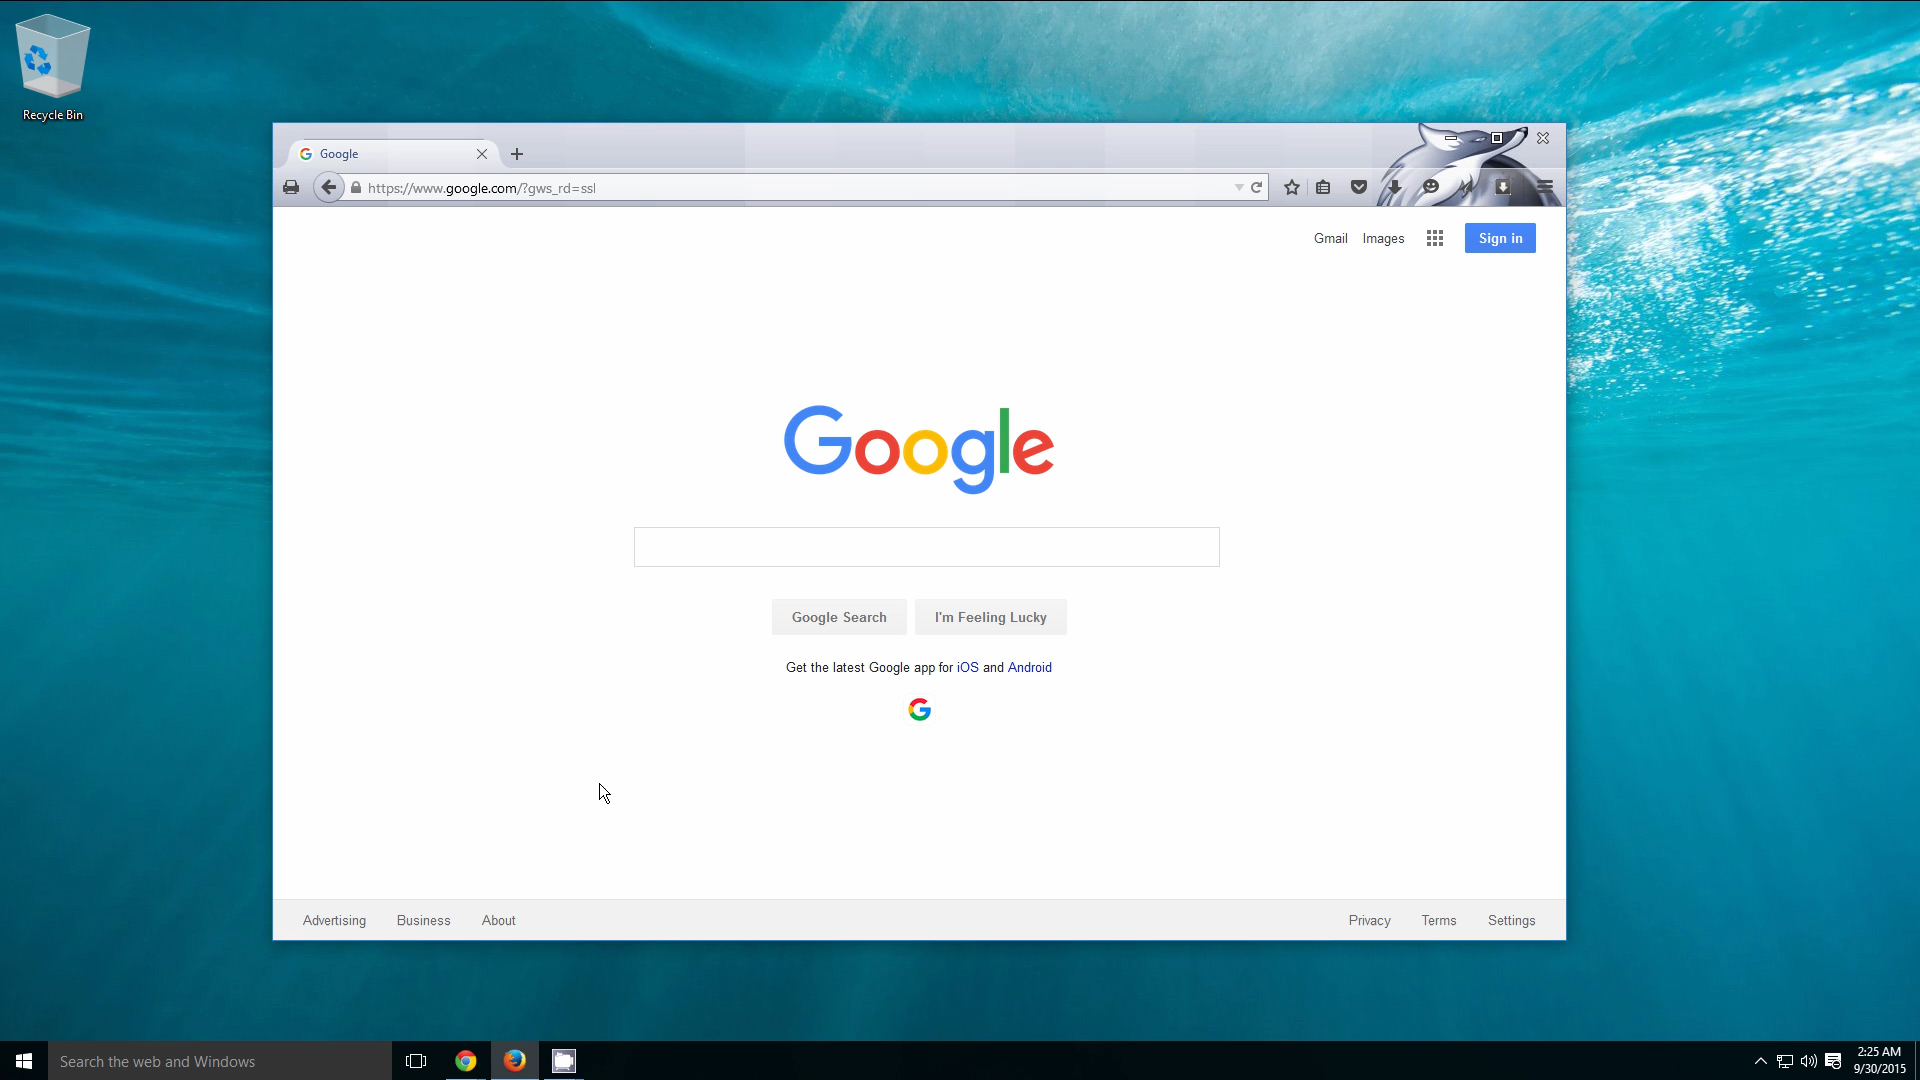 Recycle Bin
Google
https://www.google.com/?gws_rd=ssl
Gmail Images Sign in
Google
Google Search I'm Feeling Lucky
Get the latest Google app for iOS and Android
Advertising Business About Privacy Terms Settings
Search the web and Windows
2:25 AM
9/30/2015